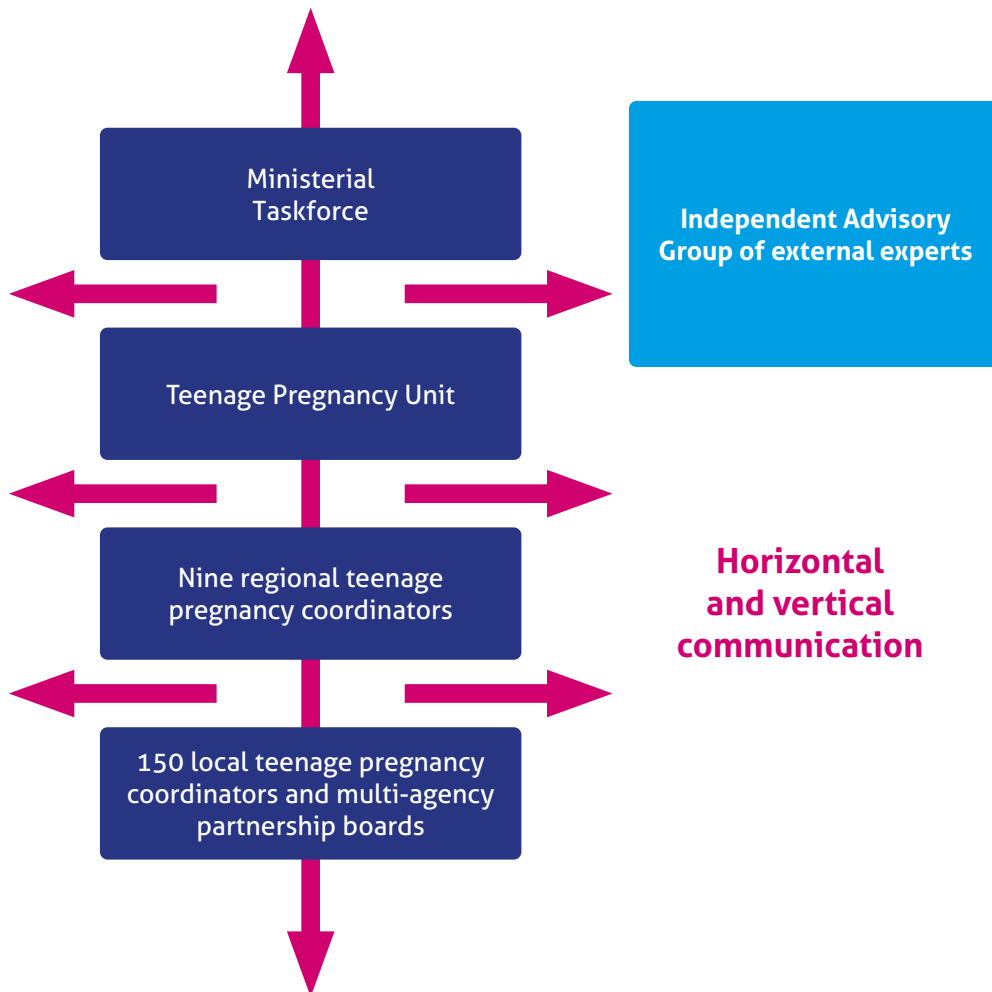 Ministerial
Taskforce
Independent Advisory
Group of external experts
Teenage Pregnancy Unit
Nine regional teenage
pregnancy coordinators
Horizontal
and vertical
communication
150 local teenage pregnancy
coordinators and multi-agency
partnership boards